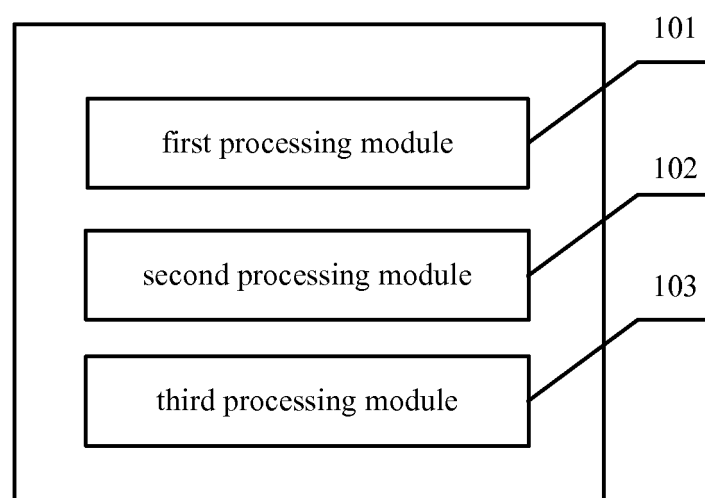 101
first processing module
102
second processing module
103
third processing module